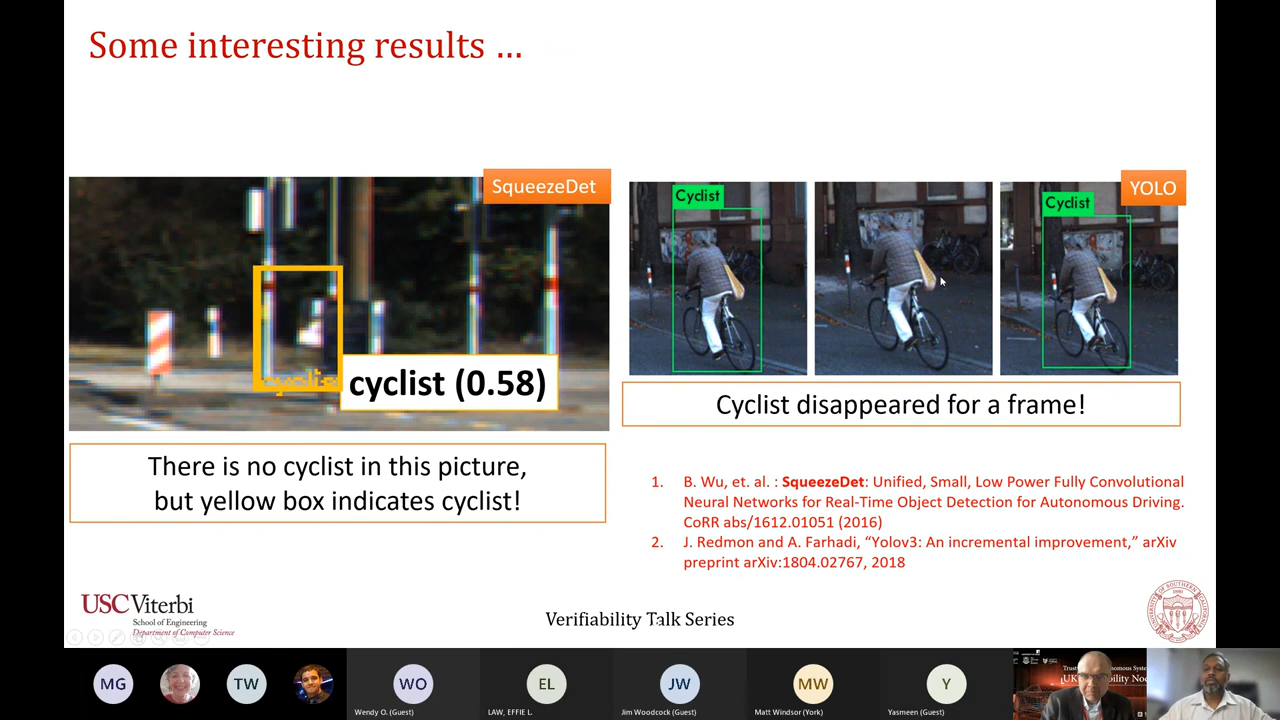 Some interesting results ...
SqueezeDet
cyclist (0.58)
There is no cyclist in this picture,
but yellow box indicates cyclist!
YOLO
Cyclist
Cyclist
Cyclist disappeared for a frame!
1. B. Wu, et. al. : SqueezeDet: Unified, Small, Low Power Fully Convolutional
Neural Networks for Real-Time Object Detection for Autonomous Driving.
CoRR abs/1612.01051 (2016)
2. J. Redmon and A. Farhadi, “Yolov3: An incremental improvement,” arXiv
preprint arXiv:1804.02767, 2018
USC Viterbi
School of Engineering
Department of Computer Science
Verifiability Talk Series
MG
TW
WO
Wendy O. (Guest)
EL
LAW, EFFIE L.
JW
Jim Woodcock (Guest)
MW
Matt Windsor (York)
Y
Yasmeen (Guest)